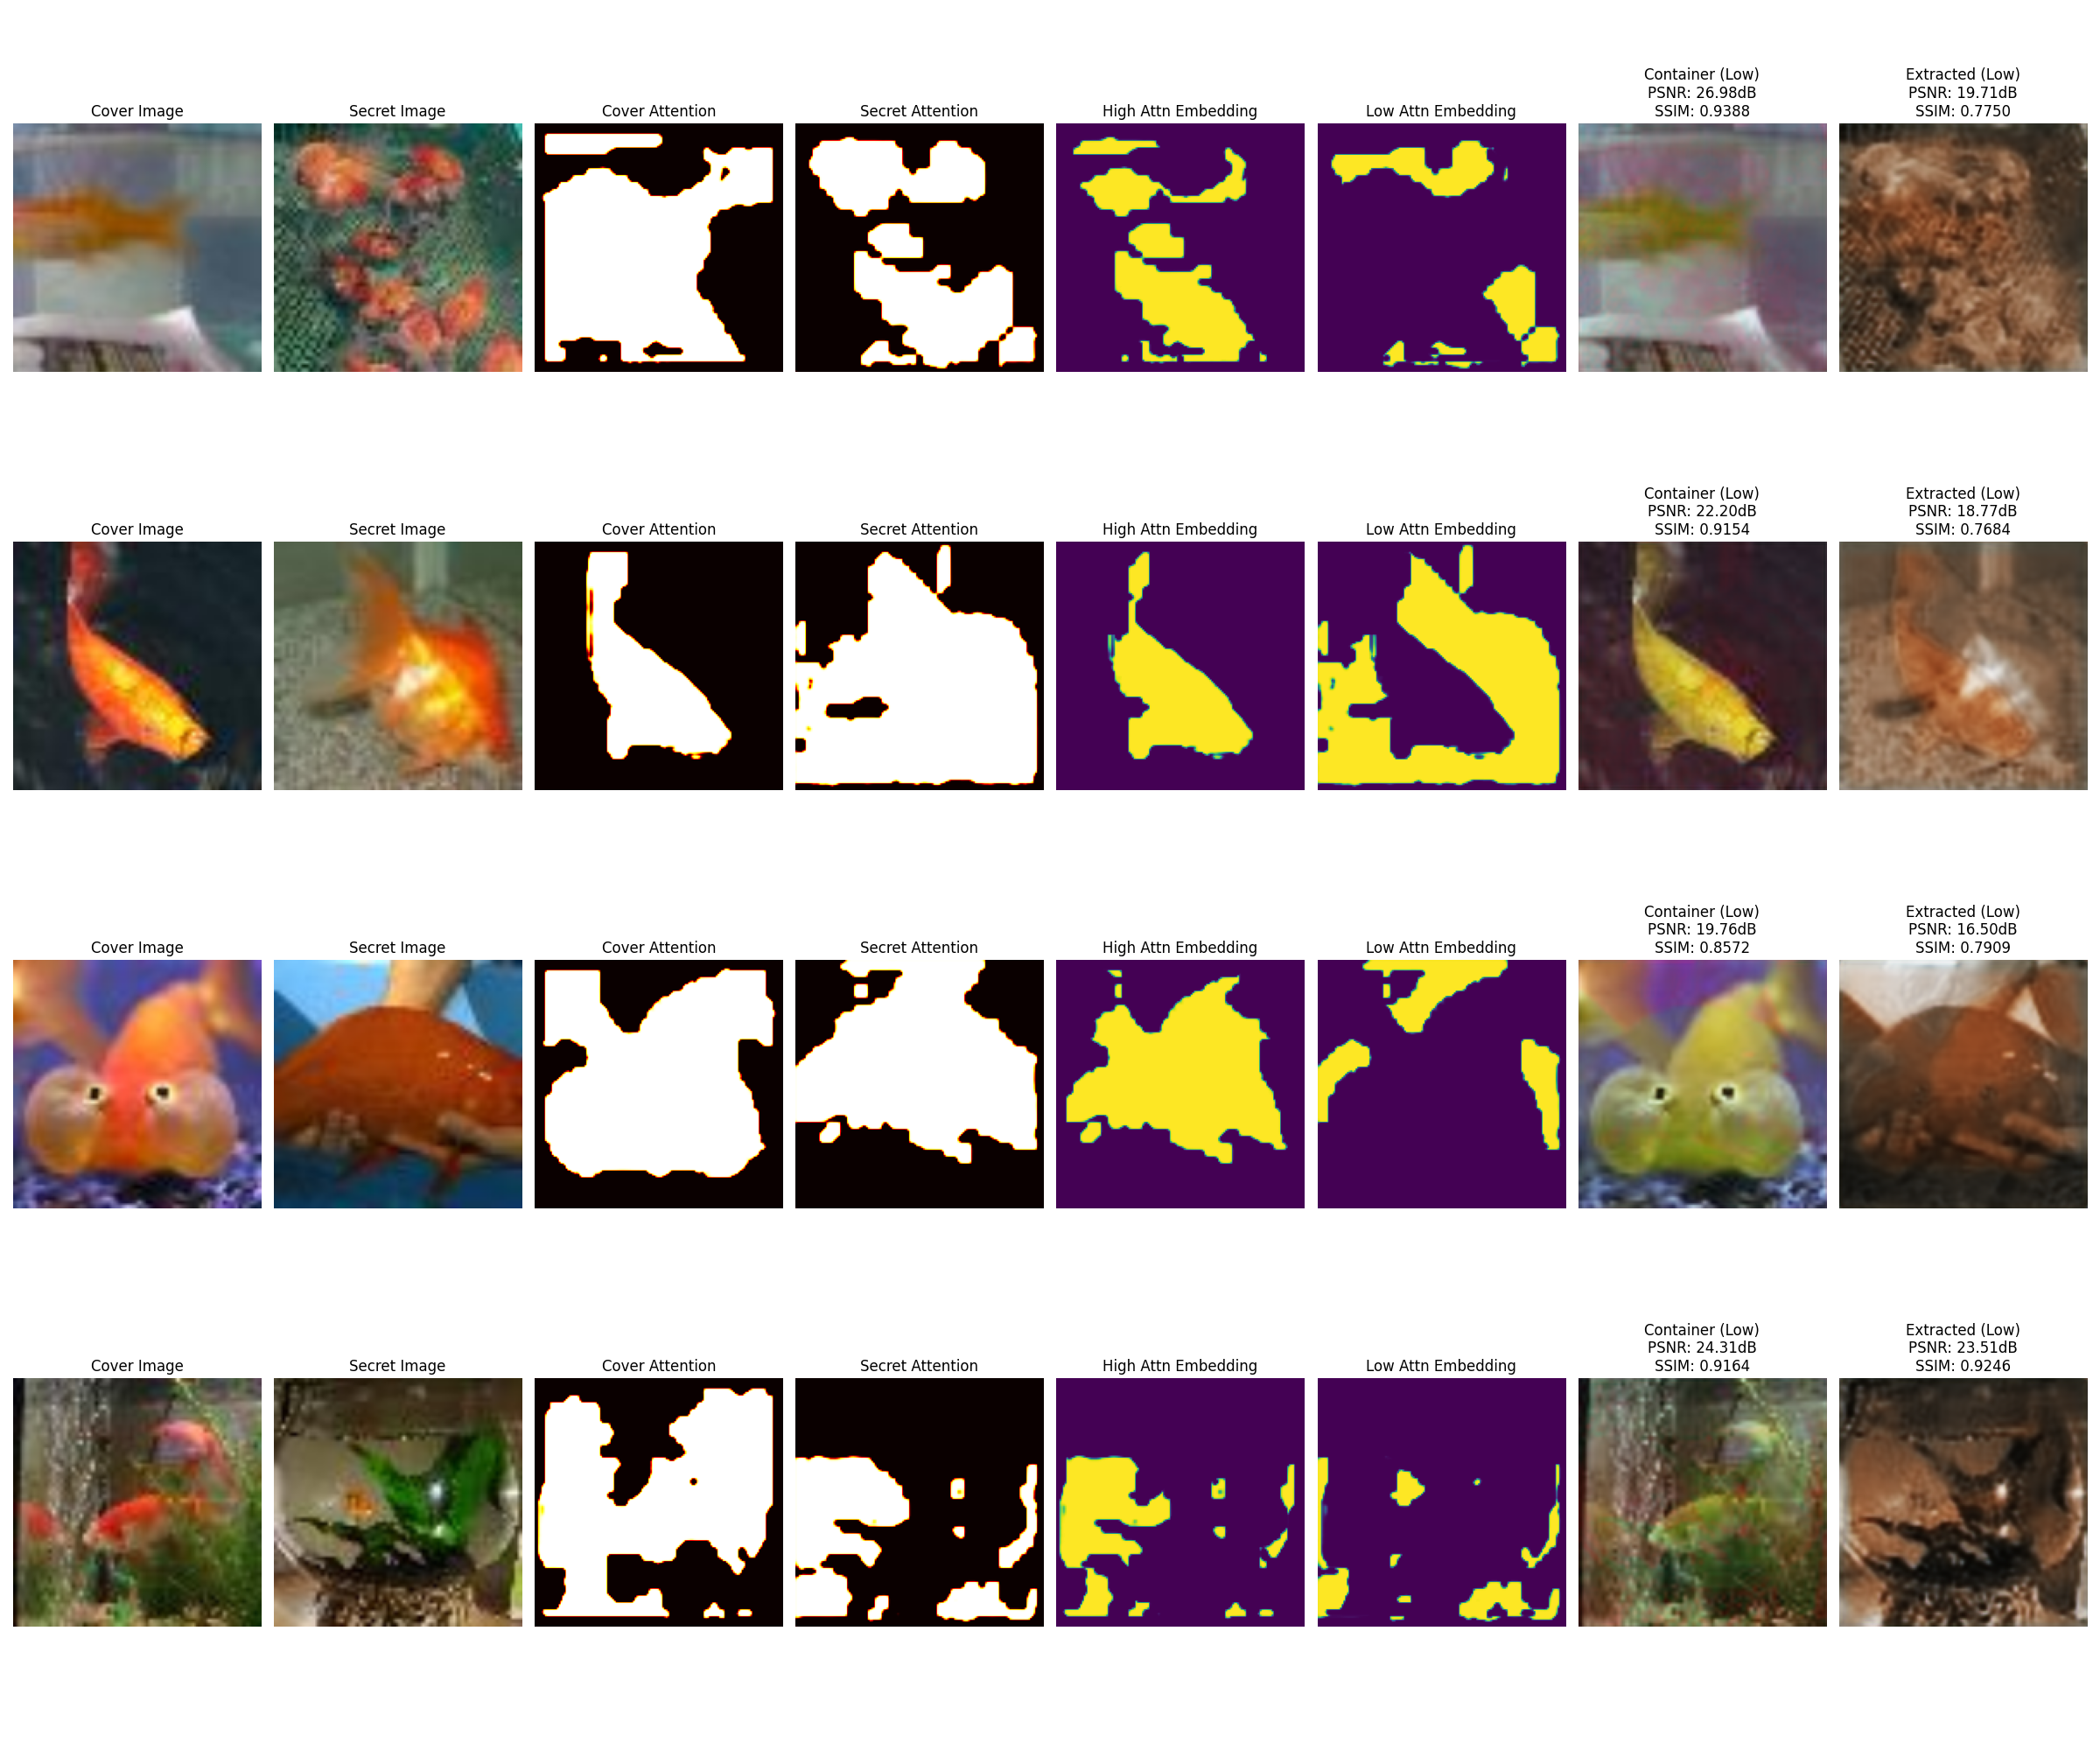 Container (Low)
PSNR: 26.98dB
SSIM: 0.9388
Extracted (Low)
PSNR: 19.71dB
SSIM: 0.7750
Cover Image
Secret Image
Cover Attention
Secret Attention
High Attn Embedding
Low Attn Embedding
Container (Low)
PSNR: 22.20dB
SSIM: 0.9154
Extracted (Low)
PSNR: 18.77dB
SSIM: 0.7684
Cover Image
Secret Image
Cover Attention
Secret Attention
High Attn Embedding
Low Attn Embedding
Container (Low)
PSNR: 19.76dB
SSIM: 0.8572
Extracted (Low)
PSNR: 16.50dB
SSIM: 0.7909
Cover Image
Secret Image
Cover Attention
Secret Attention
High Attn Embedding
Low Attn Embedding
Container (Low)
PSNR: 24.31dB
SSIM: 0.9164
Extracted (Low)
PSNR: 23.51dB
SSIM: 0.9246
Cover Image
Secret Image
Cover Attention
Secret Attention
High Attn Embedding
Low Attn Embedding